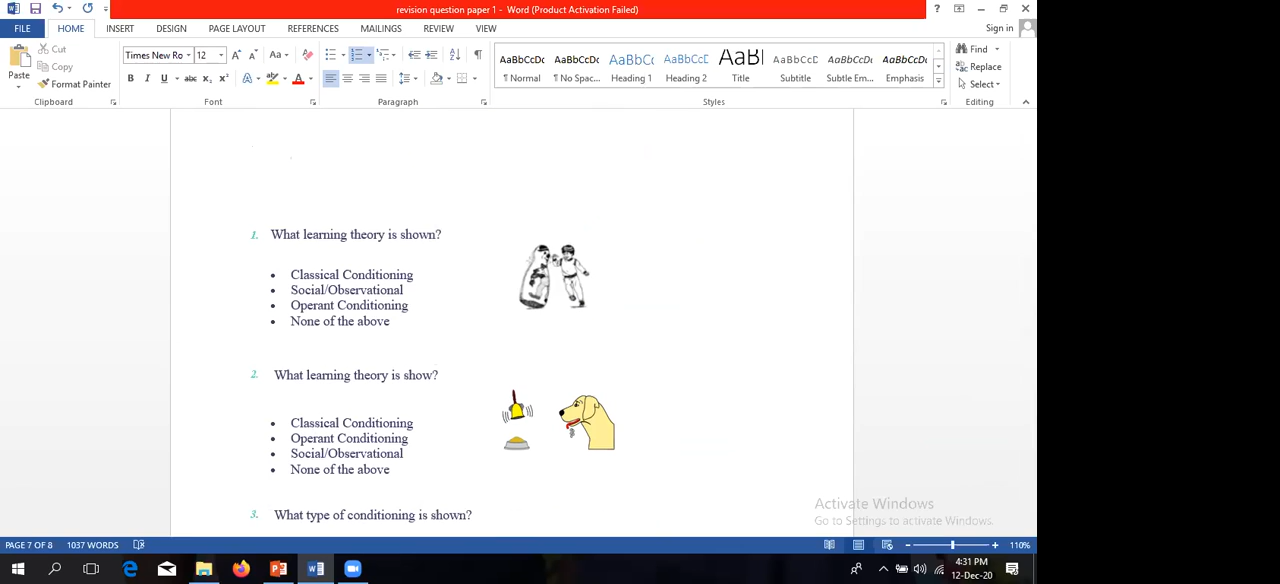 revision question paper 1 - Word (Product Activation Failed)
FILE HOME INSERT DESIGN PAGE LAYOUT REFERENCES MAILINGS REVIEW VIEW Sign in
Paste Cut Copy Format Painter
Clipboard
Times New Ro 12
Font
Paragraph
AaBbCcDc AaBbCcDc AaBbCc AaBbCcD AaBI AaBbCcD AaBbCcDc AaBbCcDc
¶ Normal ¶ No Spac... Heading 1 Heading 2 Title Subtitle Subtle Em... Emphasis
Styles
Find
Replace
Select
Editing
1. What learning theory is shown?
• Classical Conditioning
• Social/Observational
• Operant Conditioning
• None of the above
2. What learning theory is show?
• Classical Conditioning
• Operant Conditioning
• Social/Observational
• None of the above
3. What type of conditioning is shown?
Activate Windows
Go to Settings to activate Windows.
PAGE 7 OF 8 1037 WORDS 110%
4:31 PM
12-Dec-20